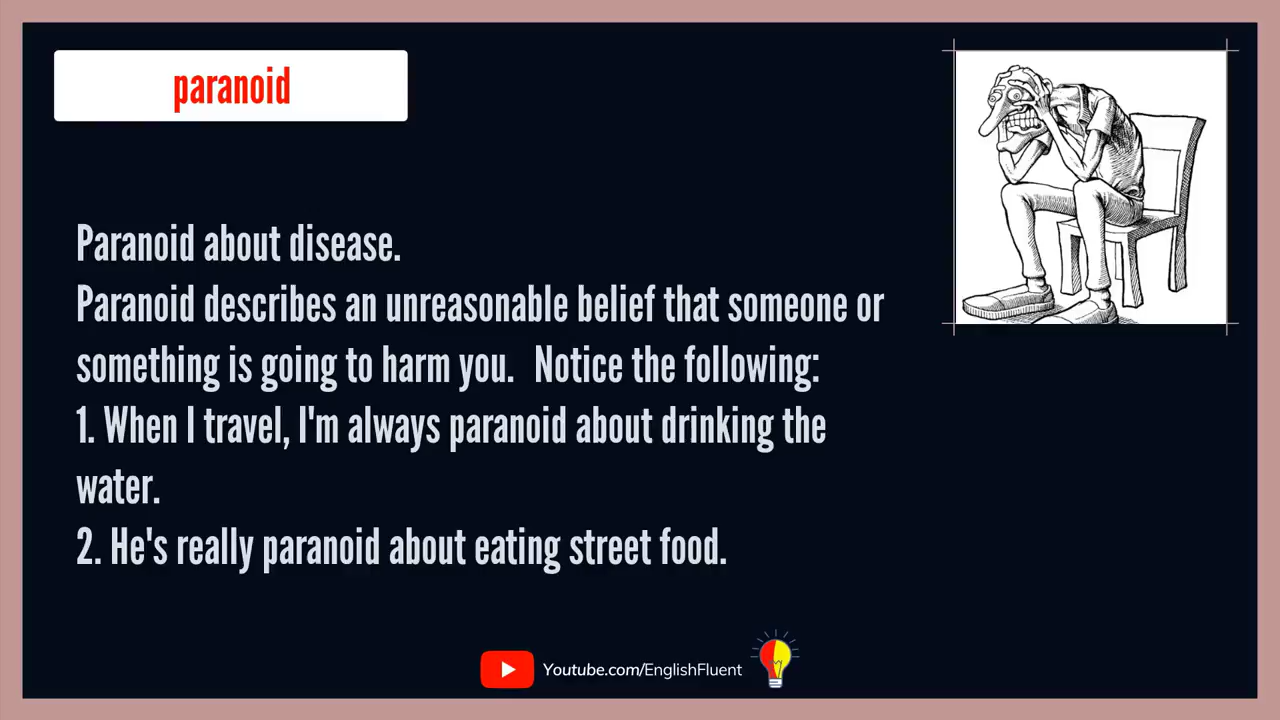 paranoid
Paranoid about disease.
Paranoid describes an unreasonable belief that someone or
something is going to harm you.  Notice the following:
1. When I travel, I'm always paranoid about drinking the
water.
2. He's really paranoid about eating street food.
Youtube.com/EnglishFluent